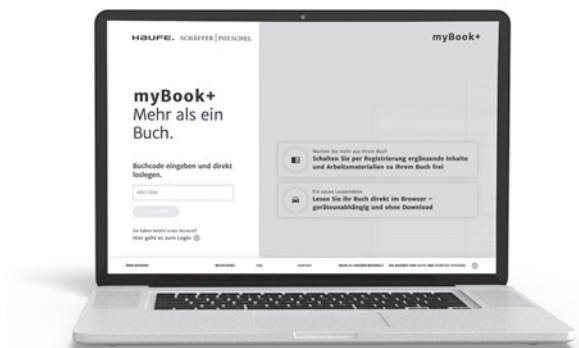 HAUFE. SCHÄFFER | POESCHEL
myBook+
myBook+
Mehr als ein
Buch.
Buchcode eingeben und direkt
loslegen.
Sie haben bereits einen Account?
Hier geht es zum Login
Machen Sie mehr aus Ihrem Buch
Schalten Sie per Registrierung ergänzende Inhalte
und Arbeitsmaterialien zu Ihrem Buch frei
Ein neues Leseerlebnis
Lesen Sie ihr Buch direkt im Browser –
geräteunabhängig und ohne Download
FAQ
KONTAKT